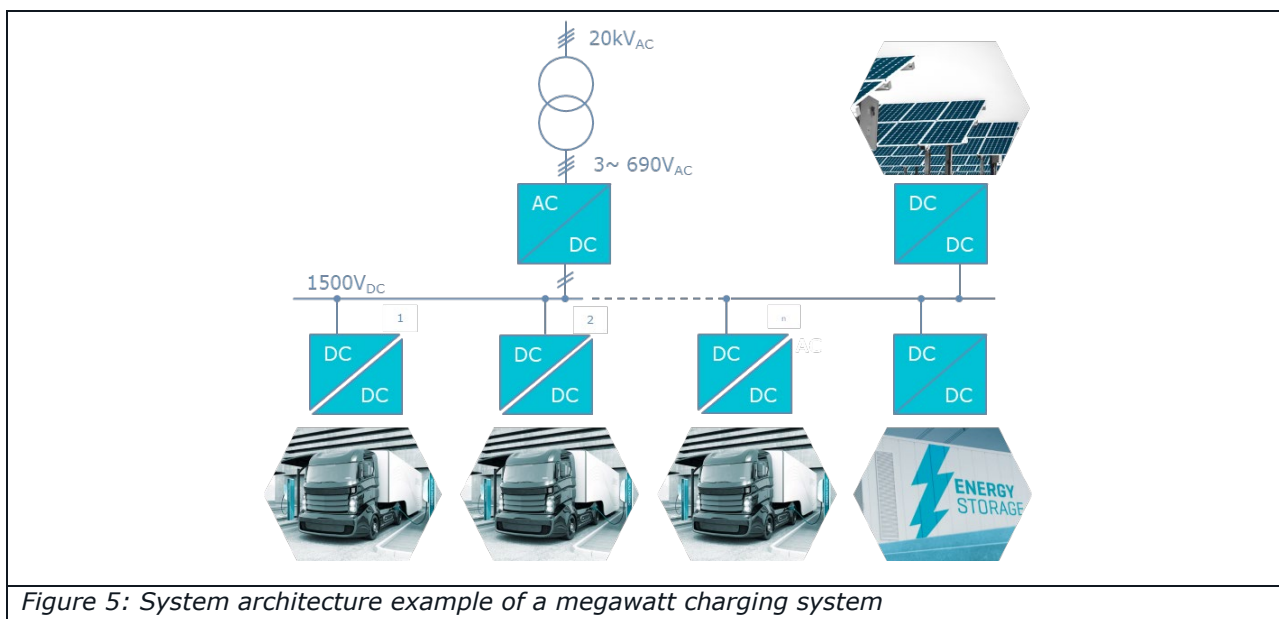 20kVAC
3~ 690VAC
AC
DC
DC
DC
1500VDC
1
2
n
AC
DC
DC
DC
DC
DC
DC
DC
DC
ENERGY
STORAGE
Figure 5: System architecture example of a megawatt charging system